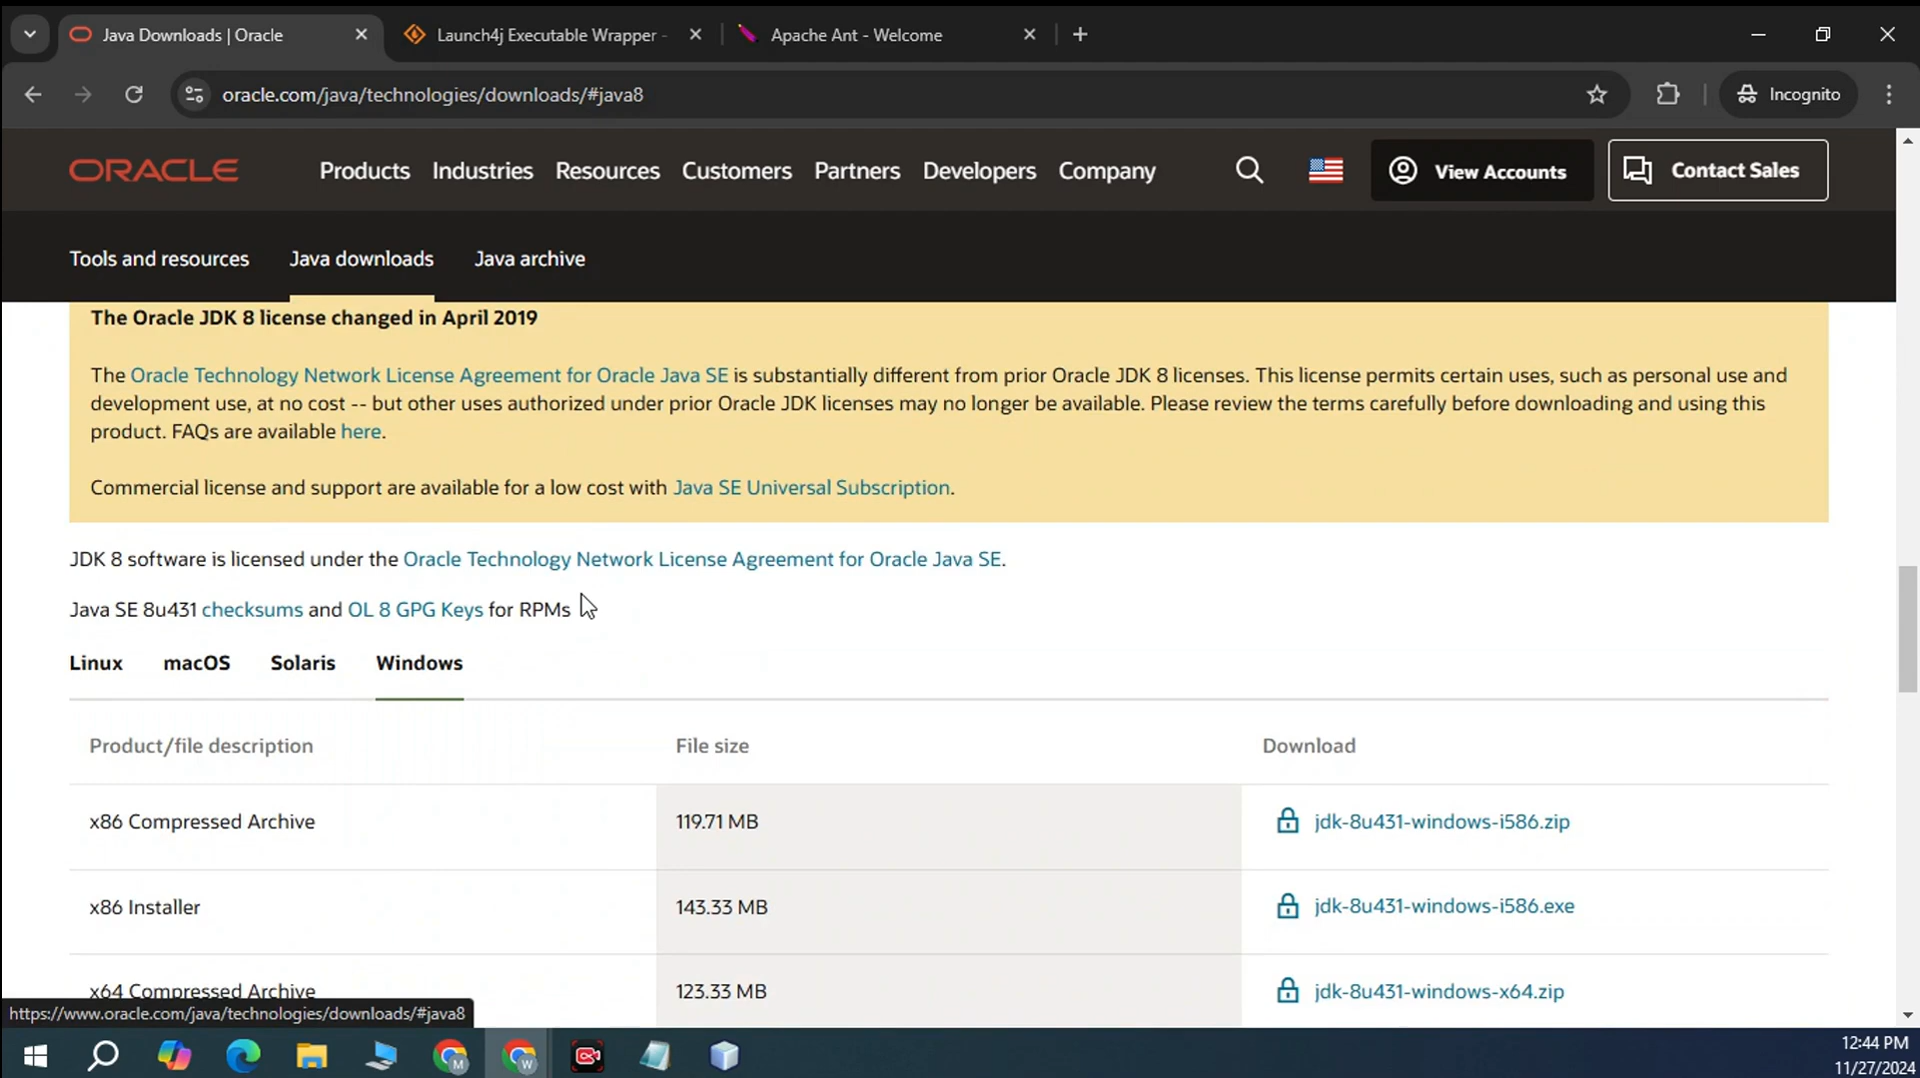 Java Downloads | Oracle
Launch4j Executable Wrapper -
Apache Ant - Welcome
oracle.com/java/technologies/downloads/#java8
Incognito
ORACLE
Products Industries Resources Customers Partners Developers Company
View Accounts
Contact Sales
Tools and resources Java downloads Java archive
The Oracle JDK 8 license changed in April 2019
The Oracle Technology Network License Agreement for Oracle Java SE is substantially different from prior Oracle JDK 8 licenses. This license permits certain uses, such as personal use and
development use, at no cost -- but other uses authorized under prior Oracle JDK licenses may no longer be available. Please review the terms carefully before downloading and using this
product. FAQs are available here.
Commercial license and support are available for a low cost with Java SE Universal Subscription.
JDK 8 software is licensed under the Oracle Technology Network License Agreement for Oracle Java SE.
Java SE 8u431 checksums and OL 8 GPG Keys for RPMs
Linux macOS Solaris Windows
Product/file description File size Download
x86 Compressed Archive 119.71 MB jdk-8u431-windows-i586.zip
x86 Installer 143.33 MB jdk-8u431-windows-i586.exe
x64 Compressed Archive 123.33 MB jdk-8u431-windows-x64.zip
https://www.oracle.com/java/technologies/downloads/#java8
M
W
12:44 PM
11/27/2024